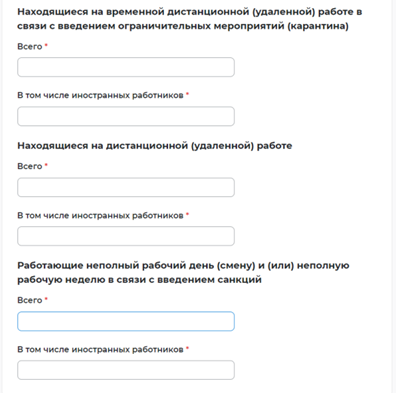 Находящиеся на временной дистанционной (удаленной) работе в
связи с введением ограничительных мероприятий (карантина)
Всего *
В том числе иностранных работников *
Находящиеся на дистанционной (удаленной) работе
Всего *
В том числе иностранных работников *
Работающие неполный рабочий день (смену) и (или) неполную
рабочую неделю в связи с введением санкций
Всего *
В том числе иностранных работников *